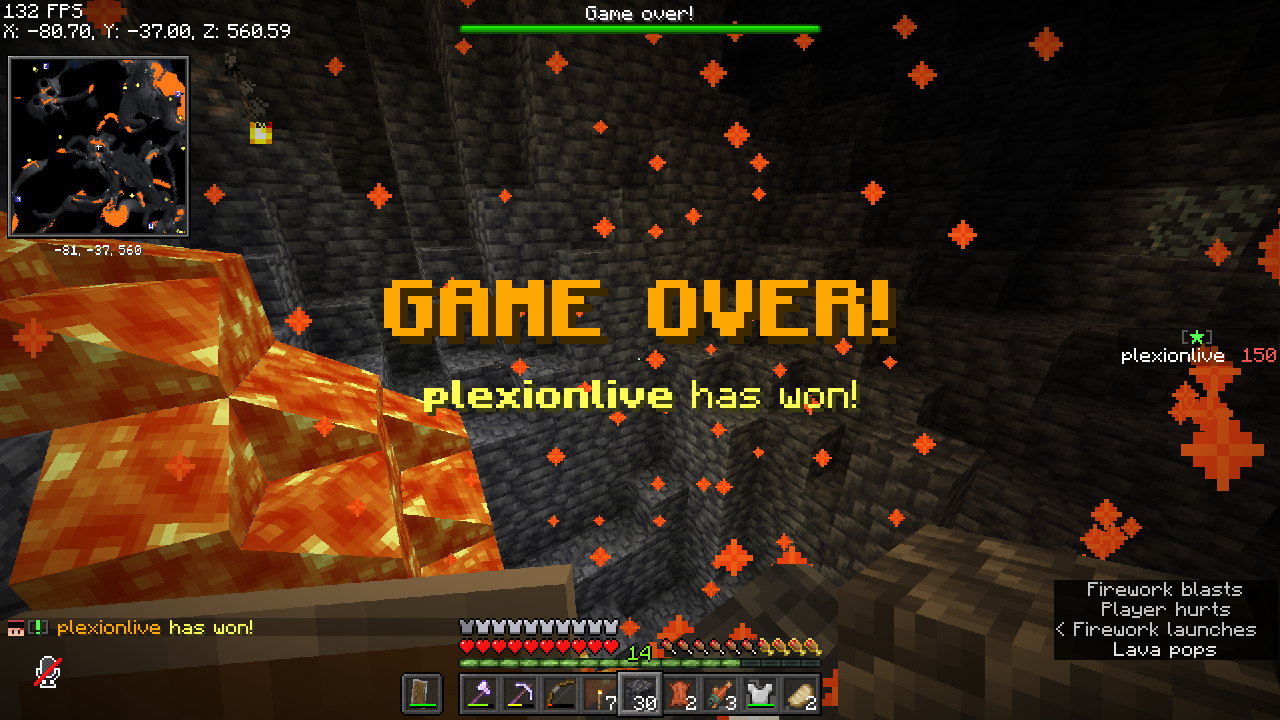 132 FPS
X: -80.70, Y: -37.00, Z: 560.59
Game over!
-81, -37, 560
GAME OVER!
plexionlive has won!
[★]
plexionlive 150
Firework blasts
Player hurts
< Firework launches
Lava pops
[!] plexionlive has won!
14
7 30 2 3 2